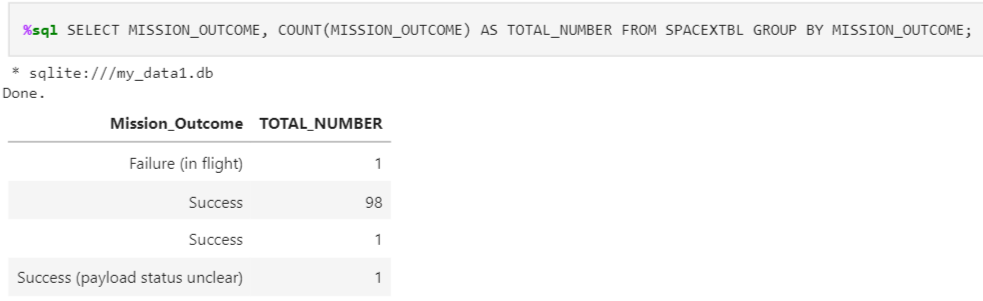 %sql SELECT MISSION_OUTCOME, COUNT(MISSION_OUTCOME) AS TOTAL_NUMBER FROM SPACEXTBL GROUP BY MISSION_OUTCOME;
* sqlite:///my_data1.db
Done.
Mission_Outcome TOTAL_NUMBER
Failure (in flight) 1
Success 98
Success 1
Success (payload status unclear) 1